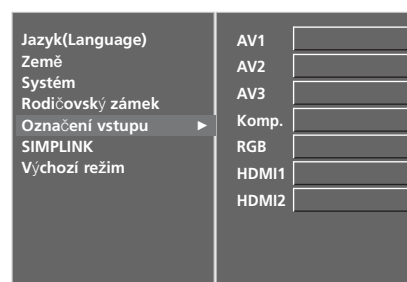 Jazyk(Language)
Země
Systém
Rodičovský zámek
Označení vstupu ►
SIMPLINK
Výchozí režim
AV1
AV2
AV3
Komp.
RGB
HDMI1
HDMI2